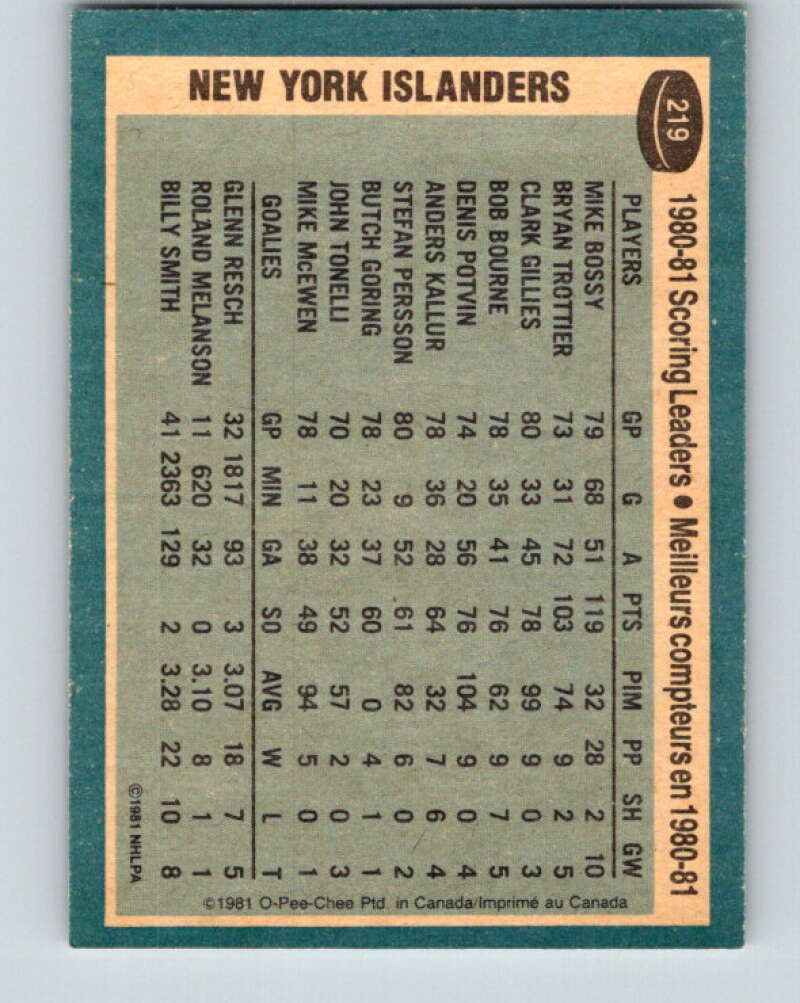 219
1980-81 Scoring Leaders • Meilleurs compteurs en 1980-81
NEW YORK ISLANDERS
PLAYERS GP G A PTS PIM PP SH GW
MIKE BOSSY 79 68 51 119 32 28 2 10
BRYAN TROTTIER 73 31 72 103 74 9 2 5
CLARK GILLIES 80 33 45 78 99 9 0 3
BOB BOURNE 78 35 41 76 62 9 7 5
DENIS POTVIN 74 20 56 76 104 9 0 4
ANDERS KALLUR 78 36 28 64 32 7 6 4
STEFAN PERSSON 80 9 52 61 82 6 0 2
BUTCH GORING 78 23 37 60 0 4 1 1
JOHN TONELLI 70 20 32 52 57 2 0 3
MIKE McEWEN 78 11 38 49 94 5 0 1
GOALIES GP MIN GA SO AVG W L T
GLENN RESCH 32 1817 93 3 3.07 18 7 5
ROLAND MELANSON 11 620 32 0 3.10 8 1 1
BILLY SMITH 41 2363 129 2 3.28 22 10 8
©1981 NHLPA
©1981 O-Pee-Chee Ptd. in Canada/Imprimé au Canada